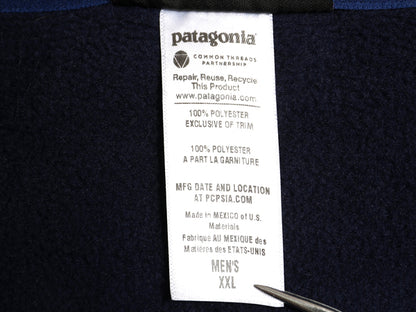 patagonia
COMMON THREADS
PARTNERSHIP
Repair, Reuse, Recycle
This Product
www.patagonia.com
100% POLYESTER
EXCLUSIVE OF TRIM
100% POLYESTER
A PART LA GARNITURE
MFG DATE AND LOCATION
AT PCPSIA.COM
Made in MEXICO of U.S.
Materials
Fabriqué AU MEXIQUE des
Matières des ETATS-UNIS
MEN'S
XXL